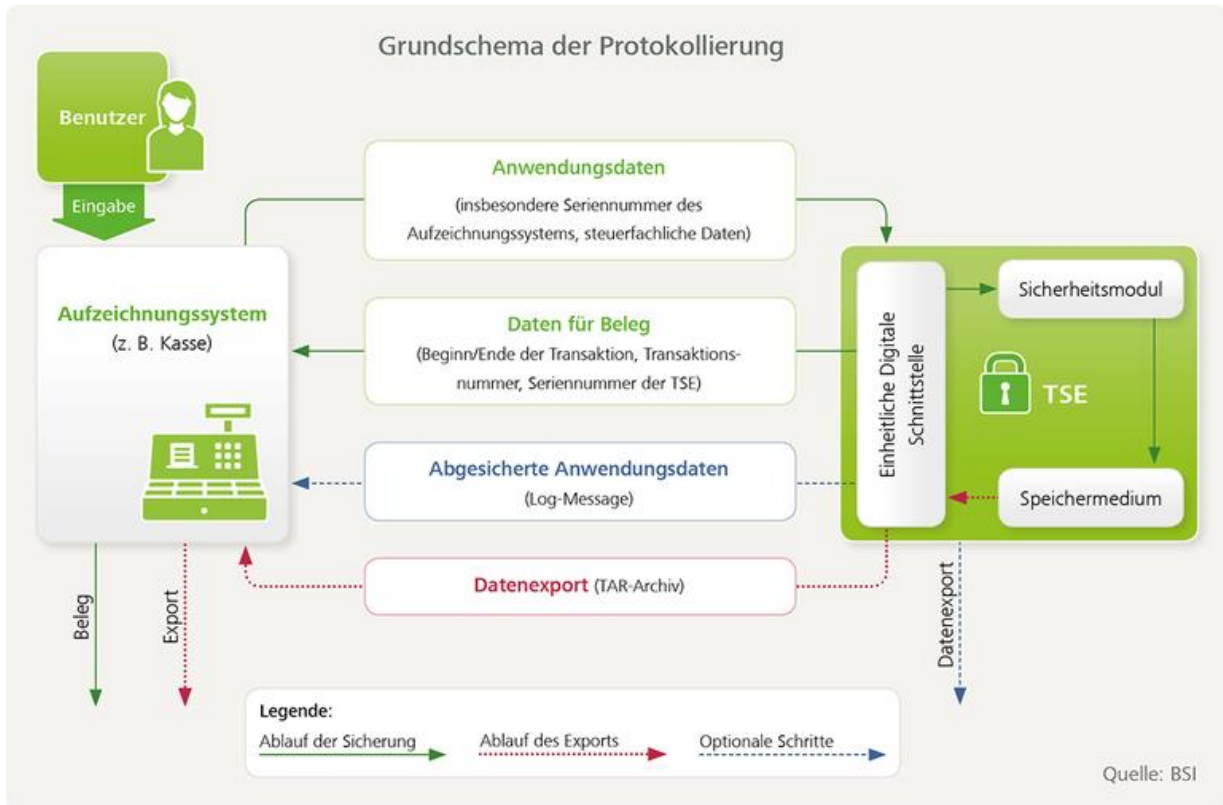 Grundschema der Protokollierung
Benutzer
Eingabe
Aufzeichnungssystem
(z. B. Kasse)
Anwendungsdaten
(insbesondere Seriennummer des
Aufzeichnungssystems, steuerfachliche Daten)
Daten für Beleg
(Beginn/Ende der Transaktion, Transaktions-
nummer, Seriennummer der TSE)
Abgesicherte Anwendungsdaten
(Log-Message)
Datenexport (TAR-Archiv)
Einheitliche Digitale
Schnittstelle
Sicherheitsmodul
TSE
Speichermedium
Beleg
Export
Datenexport
Legende:
Ablauf der Sicherung
Ablauf des Exports
Optionale Schritte
Quelle: BSI